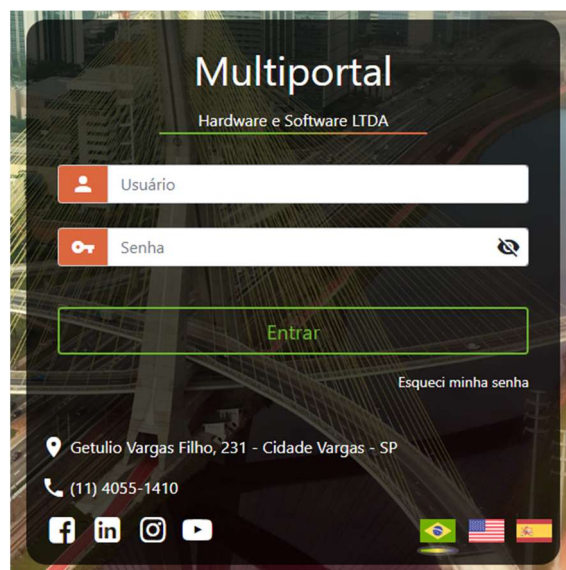 Multiportal
Hardware e Software LTDA
Usuário
Senha
Entrar
Esqueci minha senha
Getulio Vargas Filho, 231 - Cidade Vargas - SP
(11) 4055-1410